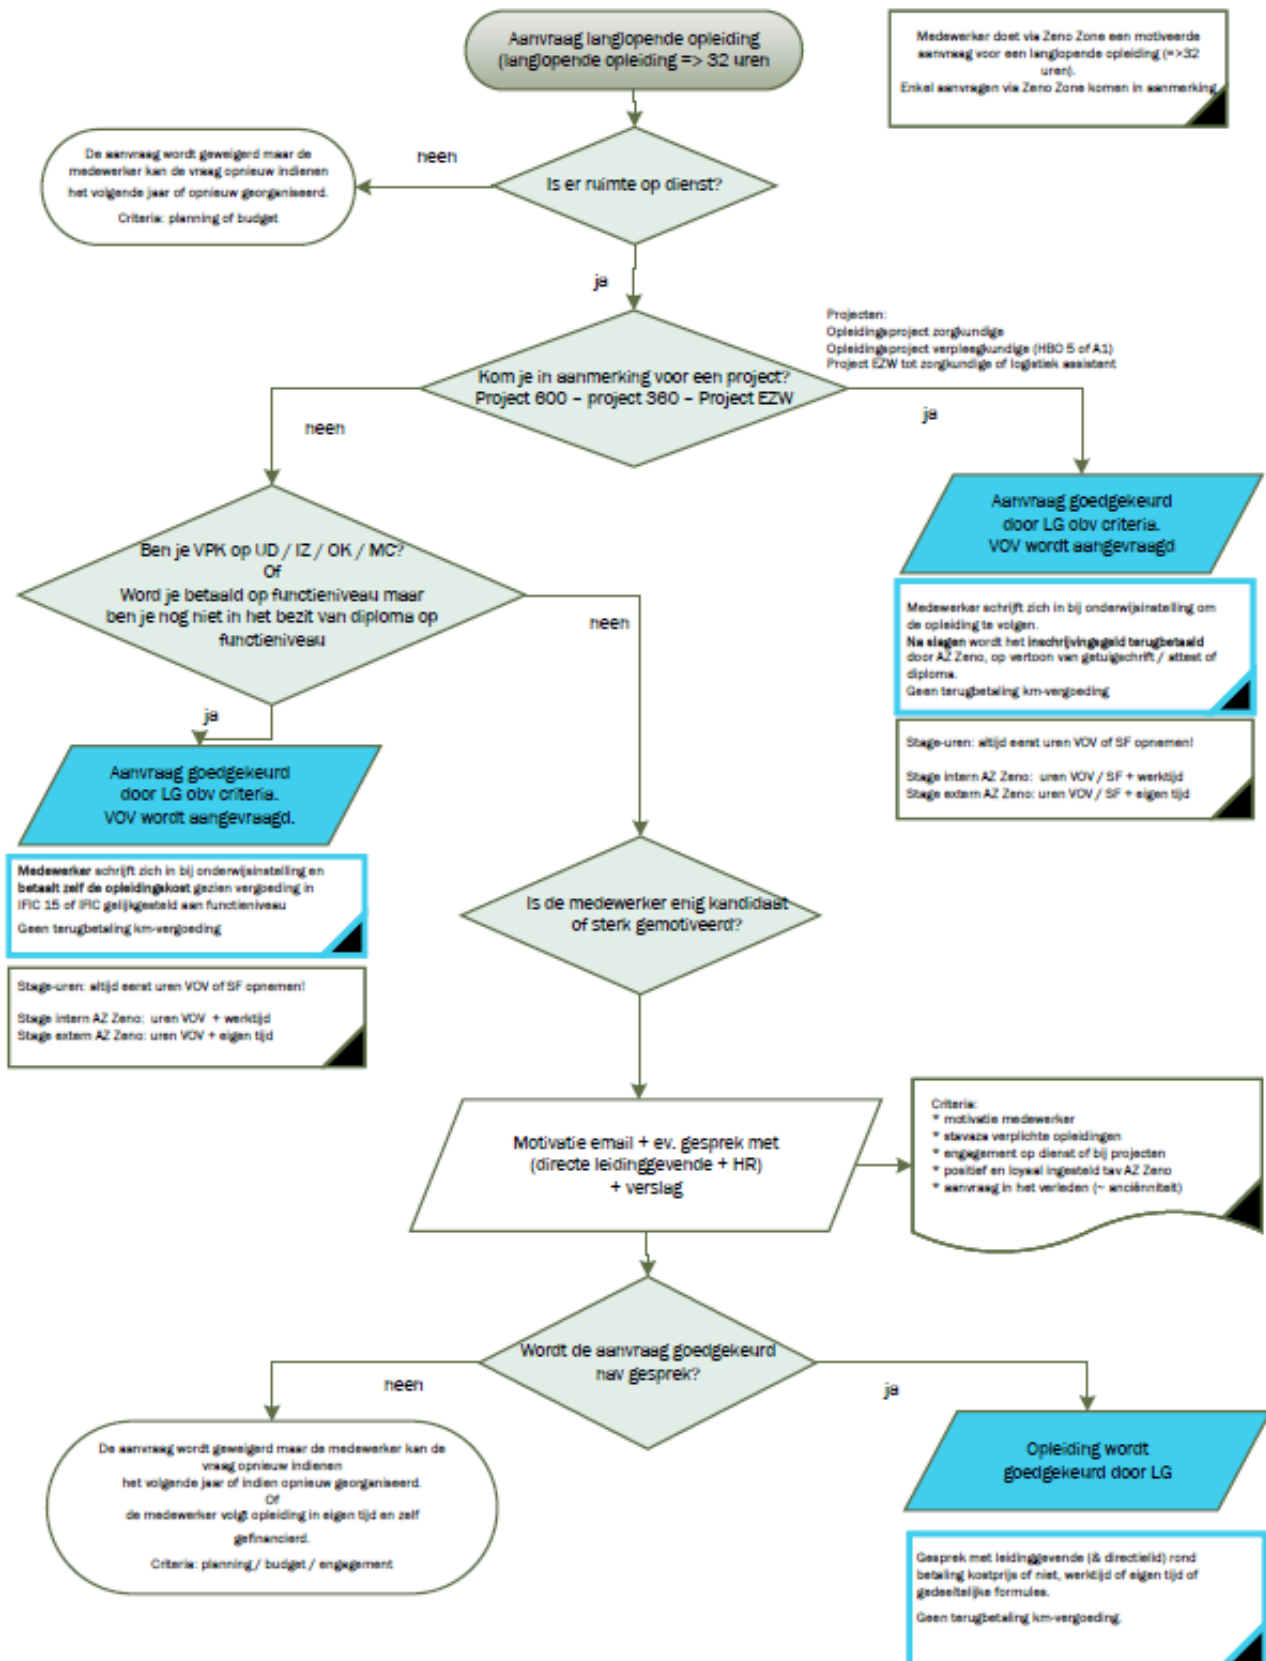 Aanvraag langlopende opleiding
(langlopende opleiding => 32 uren
Medewerker doet via Zeno Zone een motiveerde
aanvraag voor een langlopende opleiding (=>32
uren).
Enkel aanvragen via Zeno Zone komen in aanmerking
De aanvraag wordt geweigerd maar de
medewerker kan de vraag opnieuw indienen
het volgende jaar of opnieuw georganiseerd.
Criteria: planning of budget
neen
Is er ruimte op dienst?
ja
Projecten:
Opleidingsproject zorgkundige
Opleidingsproject verpleegkundige (HBO 5 of A1)
Project EZW tot zorgkundige of logistiek assistent
Kom je in aanmerking voor een project?
Project 600 – project 360 – Project EZW
neen
ja
Aanvraag goedgekeurd
door LG obv criteria.
VOV wordt aangevraagd
Ben je VPK op UD / IZ / OK / MC?
Of
Word je betaald op functieniveau maar
ben je nog niet in het bezit van diploma op
functieniveau
neen
Medewerker schrijft zich in bij onderwijsinstelling om
de opleiding te volgen.
Na slagen wordt het inschrijvingsgeld terugbetaald
door AZ Zeno, op vertoon van getuigschrift / attest of
diploma.
Geen terugbetaling km-vergoeding
ja
Stage-uren: altijd eerst uren VOV of SF opnemen!
Stage intern AZ Zeno: uren VOV / SF + werktijd
Stage extern AZ Zeno: uren VOV / SF + eigen tijd
Aanvraag goedgekeurd
door LG obv criteria.
VOV wordt aangevraagd.
Medewerker schrijft zich in bij onderwijsinstelling en
betaalt zelf de opleidingskost gezien vergoeding in
IFIC 15 of IFIC gelijkgesteld aan functieniveau
Geen terugbetaling km-vergoeding
Is de medewerker enig kandidaat
of sterk gemotiveerd?
Stage-uren: altijd eerst uren VOV of SF opnemen!
Stage intern AZ Zeno: uren VOV + werktijd
Stage extern AZ Zeno: uren VOV + eigen tijd
Motivatie email + ev. gesprek met
(directe leidinggevende + HR)
+ verslag
Criteria:
* motivatie medewerker
* stavaza verplichte opleidingen
* engagement op dienst of bij projecten
* positief en loyaal ingesteld tav AZ Zeno
* aanvraag in het verleden (~ anciënniteit)
Wordt de aanvraag goedgekeurd
nav gesprek?
neen
ja
De aanvraag wordt geweigerd maar de medewerker kan de
vraag opnieuw indienen
het volgende jaar of indien opnieuw georganiseerd.
Of
de medewerker volgt opleiding in eigen tijd en zelf
gefinancierd.
Criteria: planning / budget / engagement
Opleiding wordt
goedgekeurd door LG
Gesprek met leidinggevende (& directielid) rond
betaling kostprijs of niet, werktijd of eigen tijd of
gedeeltelijke formules.
Geen terugbetaling km-vergoeding.